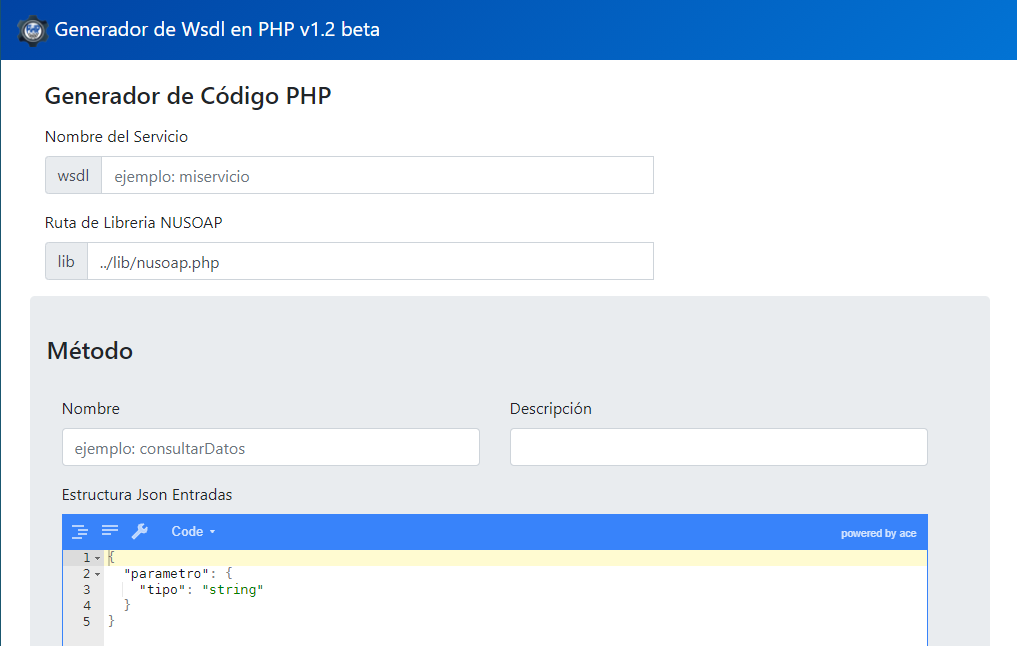 Generador de Wsdl en PHP v1.2 beta
Generador de Código PHP
Nombre del Servicio
wsdl ejemplo: miservicio
Ruta de Libreria NUSOAP
lib ../lib/nusoap.php
Método
Nombre Descripción
ejemplo: consultarDatos
Estructura Json Entradas
Code powered by ace
1 {
2 "parametro": {
3 "tipo": "string"
4 }
5 }